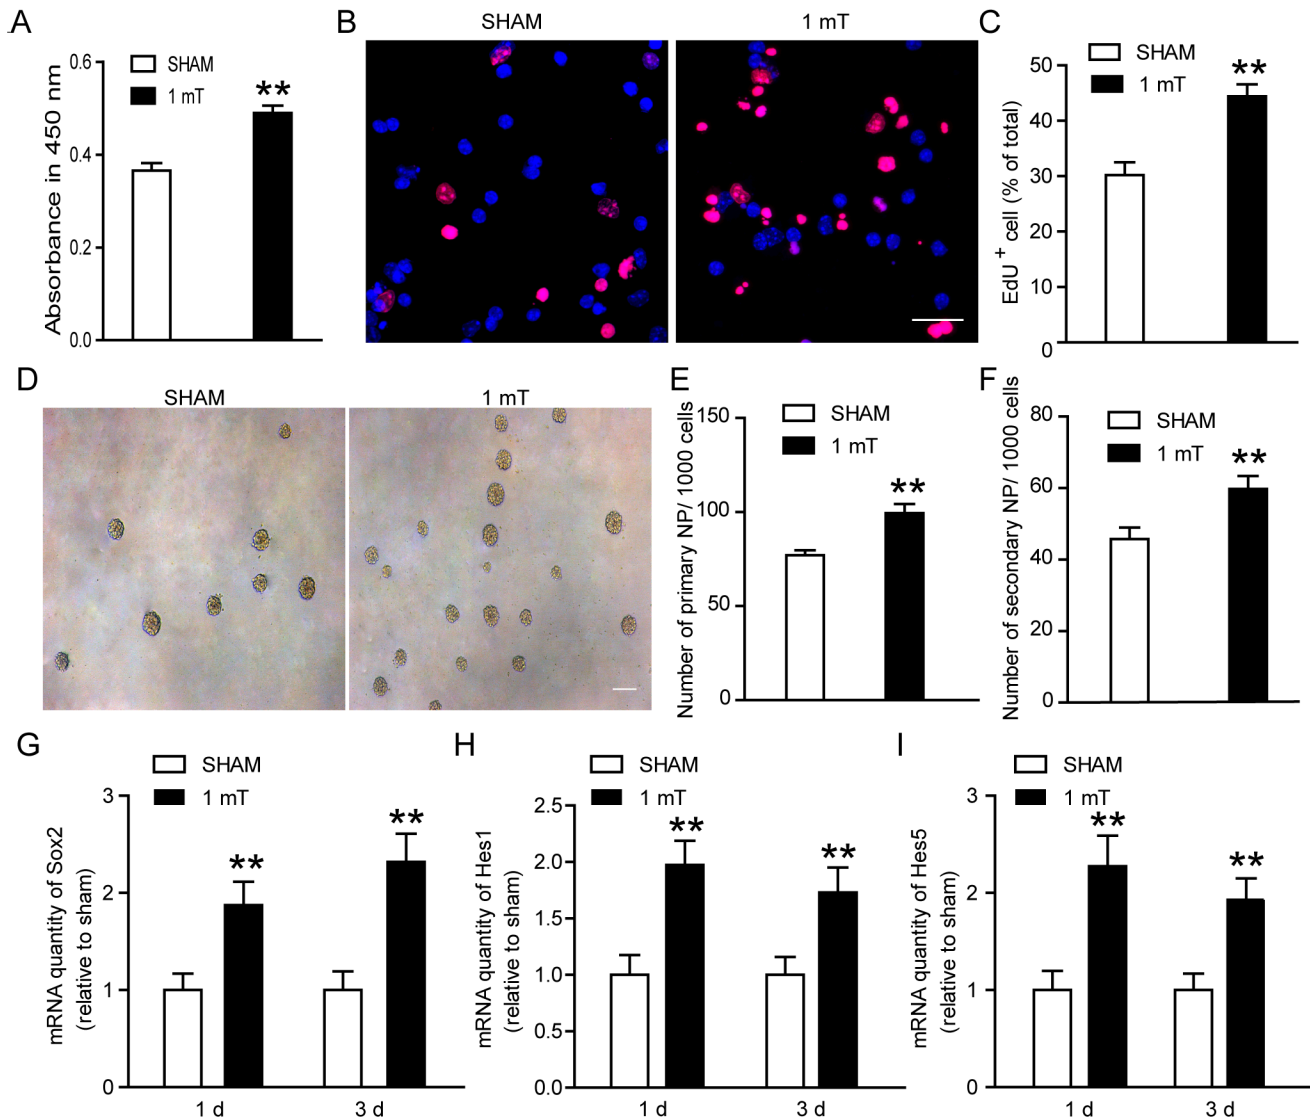 A
Absorbance in 450 nm
0.6
0.4
0.2
0.0
SHAM
1 mT
**
B
SHAM
1 mT
C
EdU + cell (% of total)
50
40
30
20
10
0
SHAM
1 mT
**
D
SHAM
1 mT
E
Number of primary NP/ 1000 cells
150
100
50
0
SHAM
1 mT
**
F
Number of secondary NP/ 1000 cells
80
60
40
20
0
SHAM
1 mT
**
G
mRNA quantity of Sox2
(relative to sham)
3
2
1
0
SHAM
1 mT
**
**
1 d
3 d
H
mRNA quantity of Hes1
(relative to sham)
2.5
2.0
1.5
1.0
0.5
0.0
SHAM
1 mT
**
**
1 d
3 d
I
mRNA quantity of Hes5
(relative to sham)
3
2
1
0
SHAM
1 mT
**
**
1 d
3 d